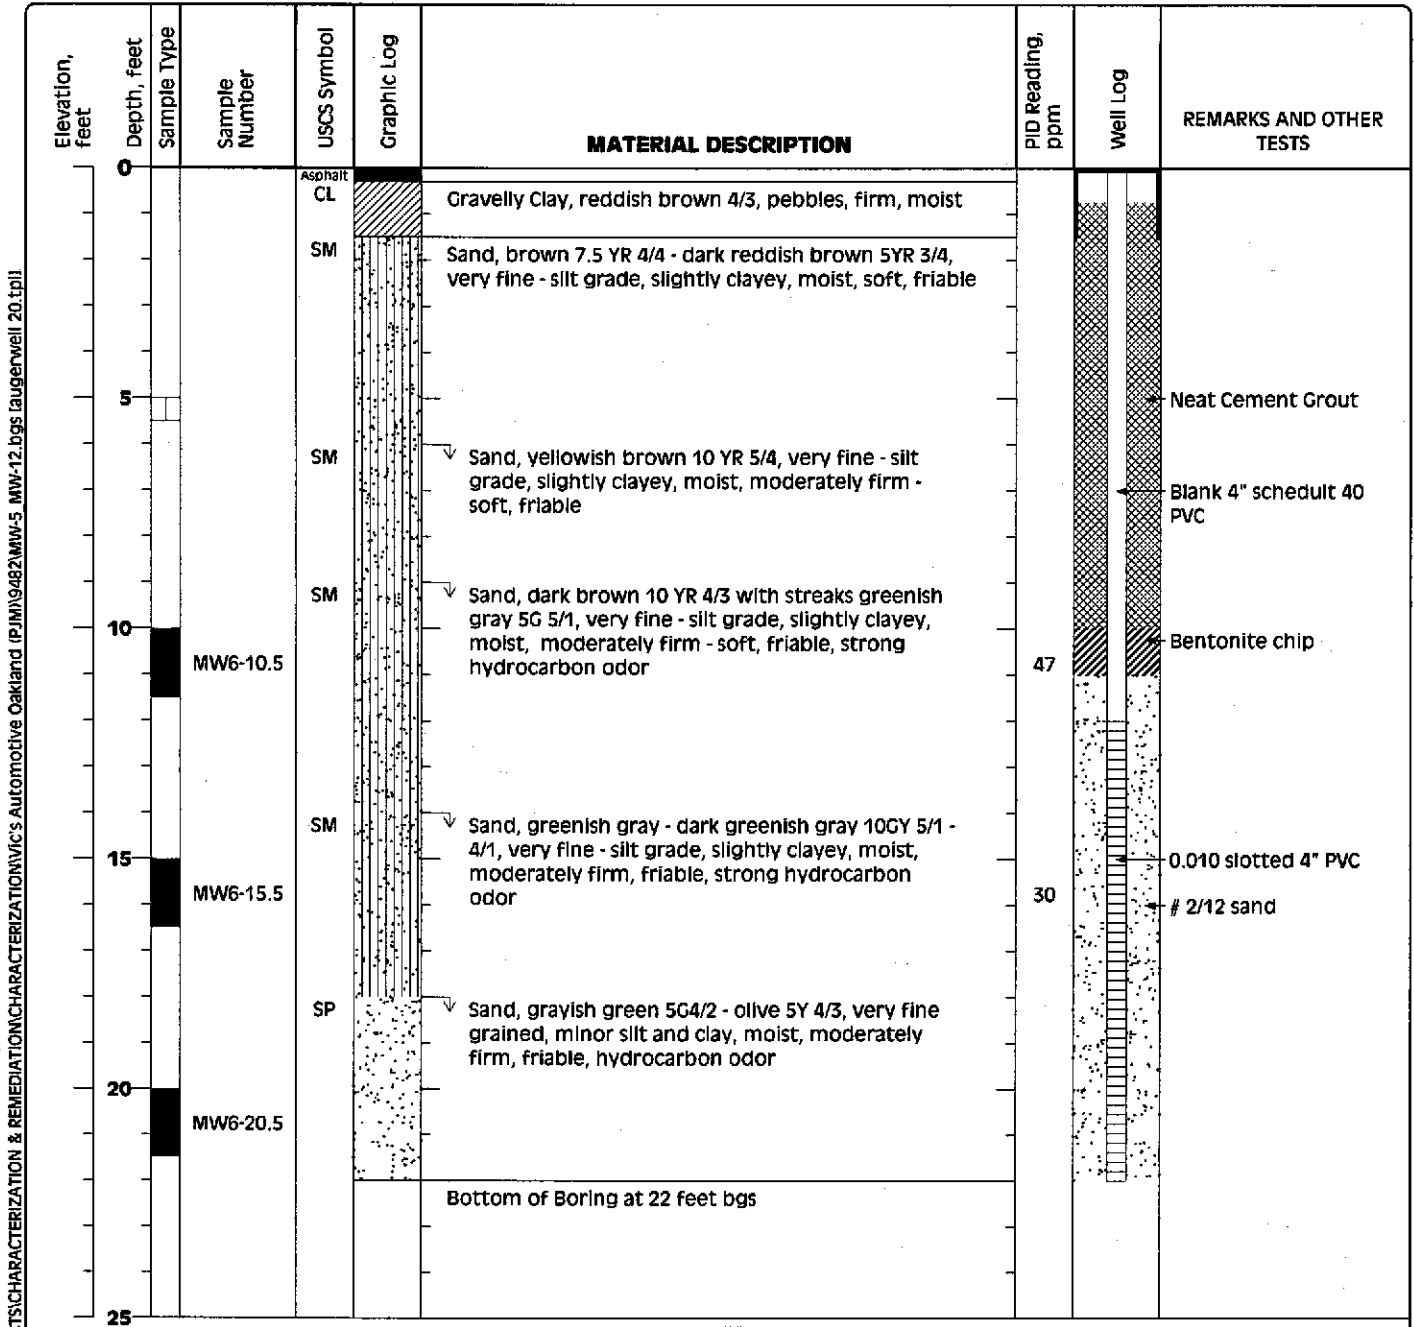 Elevation, feet
Depth, feet
Sample Type
Sample Number
USCS Symbol
Graphic Log
MATERIAL DESCRIPTION
PID Reading, ppm
Well Log
REMARKS AND OTHER TESTS
0
Asphalt
CL
Gravelly Clay, reddish brown 4/3, pebbles, firm, moist
SM
Sand, brown 7.5 YR 4/4 - dark reddish brown 5YR 3/4,
very fine - silt grade, slightly clayey, moist, soft, friable
5
Neat Cement Grout
SM
Sand, yellowish brown 10 YR 5/4, very fine - silt
grade, slightly clayey, moist, moderately firm -
soft, friable
Blank 4" schedult 40
PVC
SM
Sand, dark brown 10 YR 4/3 with streaks greenish
gray 5G 5/1, very fine - silt grade, slightly clayey,
moist, moderately firm - soft, friable, strong
hydrocarbon odor
10
MW6-10.5
47
Bentonite chip
SM
Sand, greenish gray - dark greenish gray 10GY 5/1 -
4/1, very fine - silt grade, slightly clayey, moist,
moderately firm, friable, strong hydrocarbon
odor
15
MW6-15.5
30
0.010 slotted 4" PVC
# 2/12 sand
SP
Sand, grayish green 5G4/2 - olive 5Y 4/3, very fine
grained, minor silt and clay, moist, moderately
firm, friable, hydrocarbon odor
20
MW6-20.5
Bottom of Boring at 22 feet bgs
25
TS\CHARACTERIZATION & REMEDIATION\CHARACTERIZATION\Vic's Automotive Oakland (PJM)\9482\MW-5_MW-12.bgs [augerwell 20.tpl]